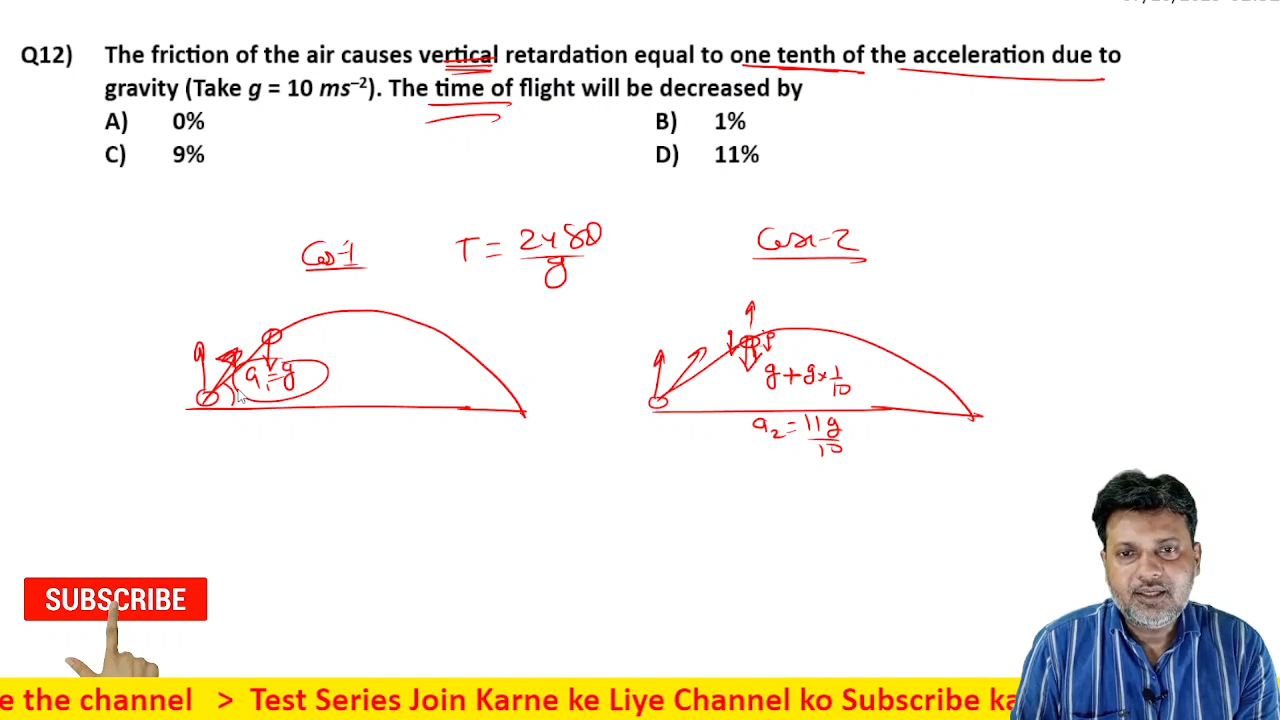 Q12) The friction of the air causes vertical retardation equal to one tenth of the acceleration due to
gravity (Take g = 10 ms⁻²). The time of flight will be decreased by
A) 0% B) 1%
C) 9% D) 11%
T = 2u sinθ / g
Case-2
a₁ = g
g + g × 1/10
a₂ = 11g/10
SUBSCRIBE
e the channel > Test Series Join Karne ke Liye Channel ko Subscribe ka